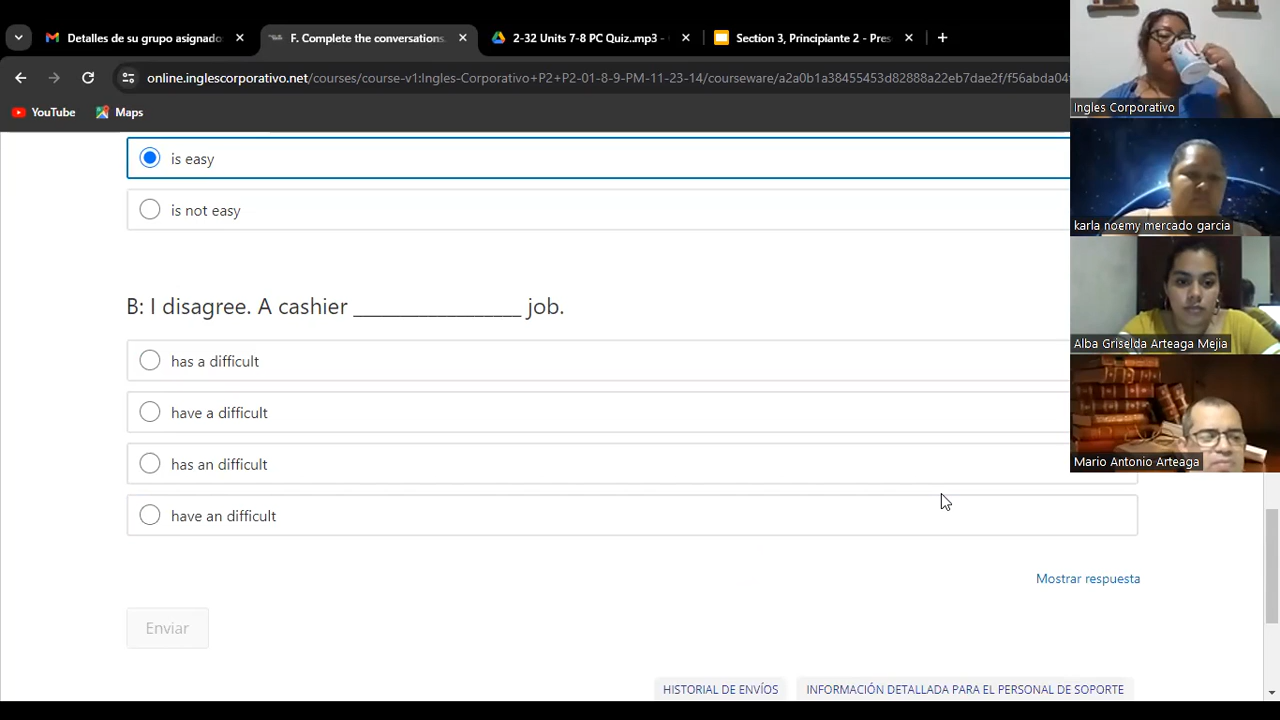 Detalles de su grupo asignado
F. Complete the conversations.
2-32 Units 7-8 PC Quiz..mp3 -
Section 3, Principiante 2 - Pres
online.inglescorporativo.net/courses/course-v1:Ingles-Corporativo+P2+P2-01-8-9-PM-11-23-14/courseware/a2a0b1a38455453d82888a22eb7dae2f/f56abda04
YouTube
Maps
is easy
is not easy
B: I disagree. A cashier _________________ job.
has a difficult
have a difficult
has an difficult
have an difficult
Mostrar respuesta
Enviar
HISTORIAL DE ENVÍOS
INFORMACIÓN DETALLADA PARA EL PERSONAL DE SOPORTE
Ingles Corporativo
karla noemy mercado garcia
Alba Griselda Arteaga Mejia
Mario Antonio Arteaga